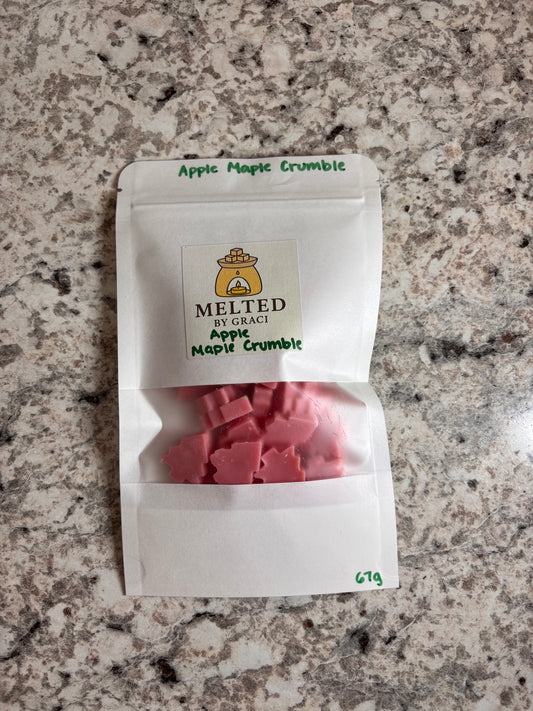 Apple Maple Crumble
MELTED
BY GRACI
Apple
Maple Crumble
67g